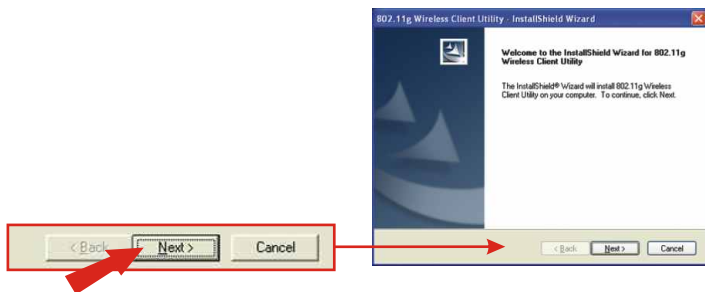 802.11g Wireless Client Utility - InstallShield Wizard
Welcome to the InstallShield Wizard for 802.11g
Wireless Client Utility
The InstallShield® Wizard will install 802.11g Wireless
Client Utility on your computer. To continue, click Next.
< Back Next > Cancel
< Back Next > Cancel